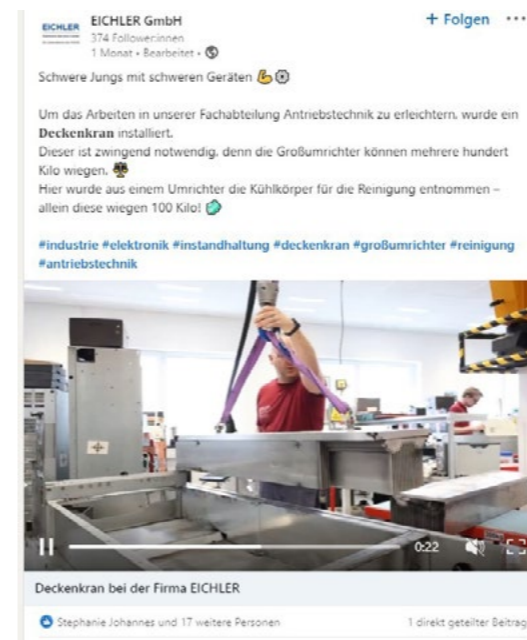 EICHLER
EICHLER GmbH
+ Folgen
374 Follower:innen
1 Monat • Bearbeitet •
Schwere Jungs mit schweren Geräten
Um das Arbeiten in unserer Fachabteilung Antriebstechnik zu erleichtern, wurde ein
Deckenkran installiert.
Dieser ist zwingend notwendig, denn die Großumrichter können mehrere hundert
Kilo wiegen.
Hier wurde aus einem Umrichter die Kühlkörper für die Reinigung entnommen –
allein diese wiegen 100 Kilo!
#industrie #elektronik #instandhaltung #deckenkran #großumrichter #reinigung
#antriebstechnik
0:22
Deckenkran bei der Firma EICHLER
Stephanie Johannes und 17 weitere Personen
1 direkt geteilter Beitrag